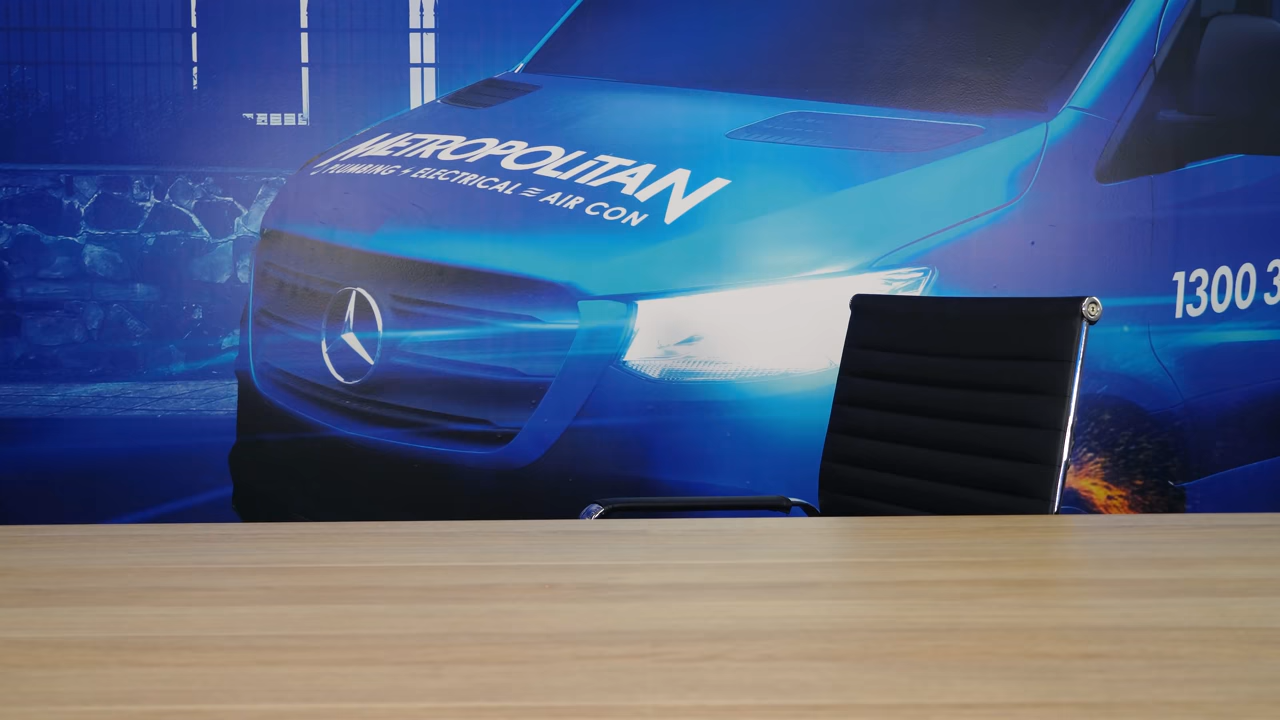 METROPOLITAN
PLUMBING ⚡ ELECTRICAL ≡ AIR CON
1300 3